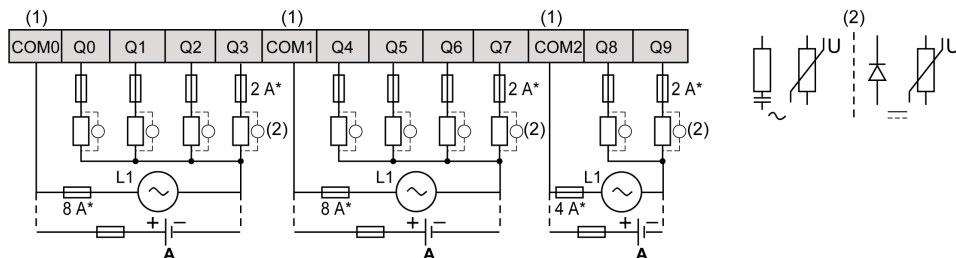 (1) (1) (1) (2)
COM0 Q0 Q1 Q2 Q3 COM1 Q4 Q5 Q6 Q7 COM2 Q8 Q9
U U
2 A* 2 A* 2 A*
(2) (2) (2)
L1 L1 L1
8 A* 8 A* 4 A*
+ − + − + −
A A A